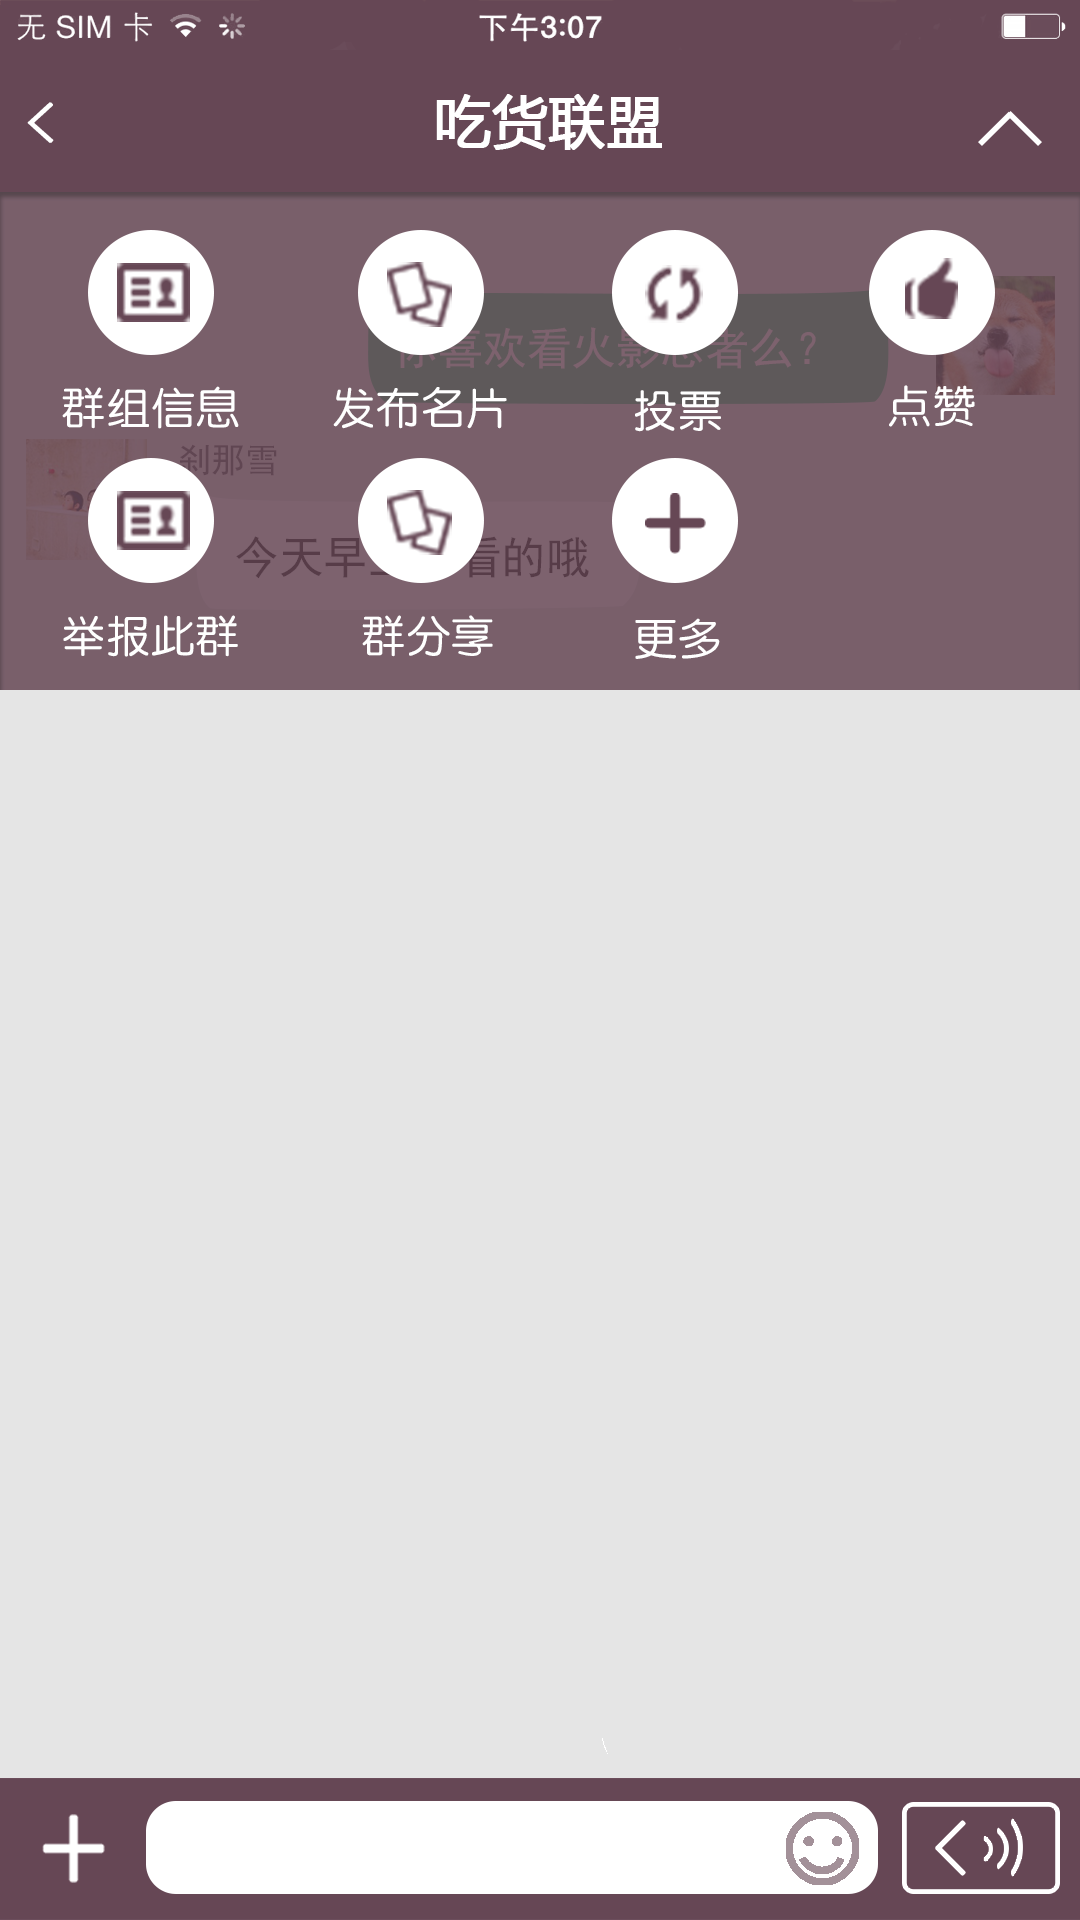 无 SIM 卡 下午3:07
吃货联盟
你喜欢看火影忍者么?
群组信息 发布名片 投票 点赞
刹那雪
今天早上 看的哦
举报此群 群分享 更多